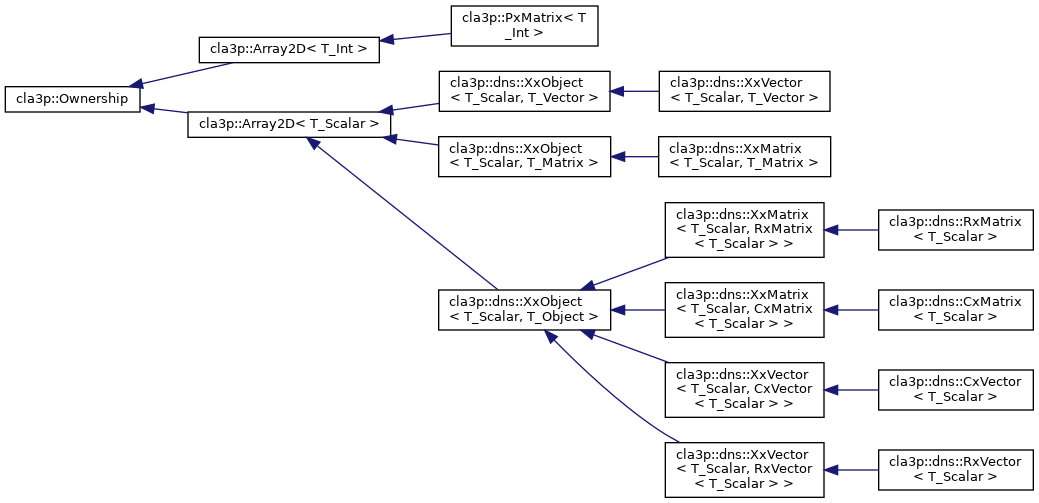 cla3p::PxMatrix< T
_Int >
cla3p::Array2D< T_Int >
cla3p::Ownership
cla3p::dns::XxObject
< T_Scalar, T_Vector >
cla3p::dns::XxVector
< T_Scalar, T_Vector >
cla3p::Array2D< T_Scalar >
cla3p::dns::XxObject
< T_Scalar, T_Matrix >
cla3p::dns::XxMatrix
< T_Scalar, T_Matrix >
cla3p::dns::XxMatrix
< T_Scalar, RxMatrix
< T_Scalar > >
cla3p::dns::RxMatrix
< T_Scalar >
cla3p::dns::XxObject
< T_Scalar, T_Object >
cla3p::dns::XxMatrix
< T_Scalar, CxMatrix
< T_Scalar > >
cla3p::dns::CxMatrix
< T_Scalar >
cla3p::dns::XxVector
< T_Scalar, CxVector
< T_Scalar > >
cla3p::dns::CxVector
< T_Scalar >
cla3p::dns::XxVector
< T_Scalar, RxVector
< T_Scalar > >
cla3p::dns::RxVector
< T_Scalar >